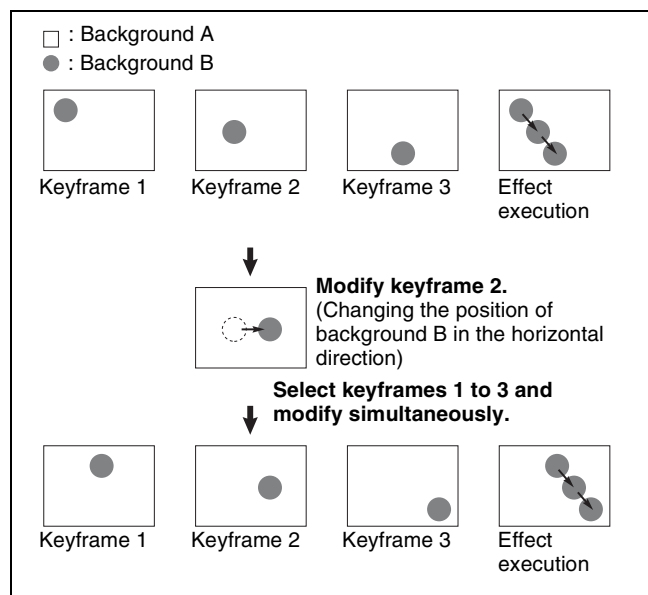 : Background A
: Background B
Keyframe 1
Keyframe 2
Keyframe 3
Effect
execution
Modify keyframe 2.
(Changing the position of
background B in the horizontal
direction)
Select keyframes 1 to 3 and
modify simultaneously.
Keyframe 1
Keyframe 2
Keyframe 3
Effect
execution